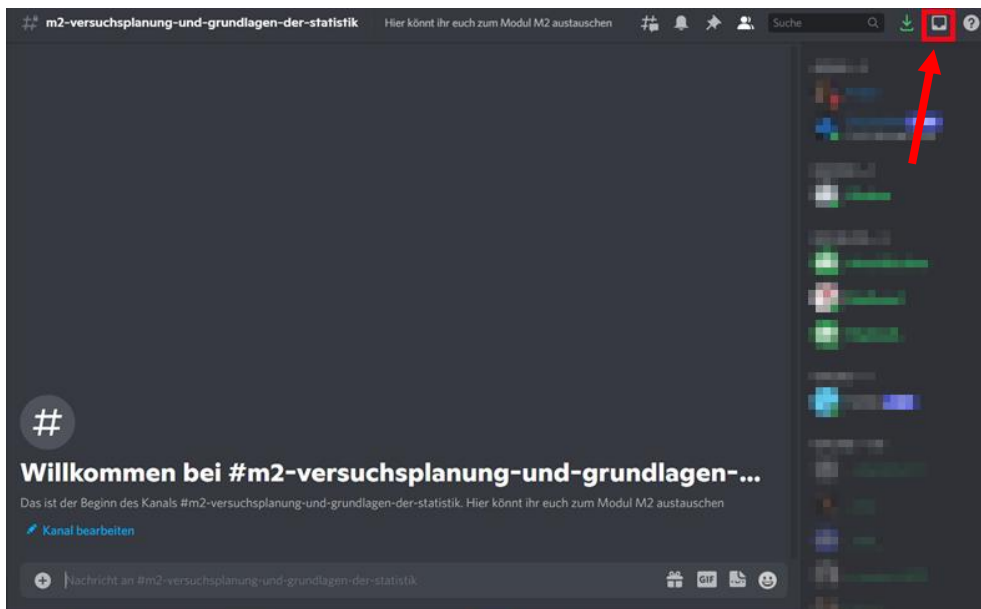 m2-versuchsplanung-und-grundlagen-der-statistik Hier könnt ihr euch zum Modul M2 austauschen Suche
Willkommen bei #m2-versuchsplanung-und-grundlagen-...
Das ist der Beginn des Kanals #m2-versuchsplanung-und-grundlagen-der-statistik. Hier könnt ihr euch zum Modul M2 austauschen
Kanal bearbeiten
Nachricht an #m2-versuchsplanung-und-grundlagen-der-statistik GIF